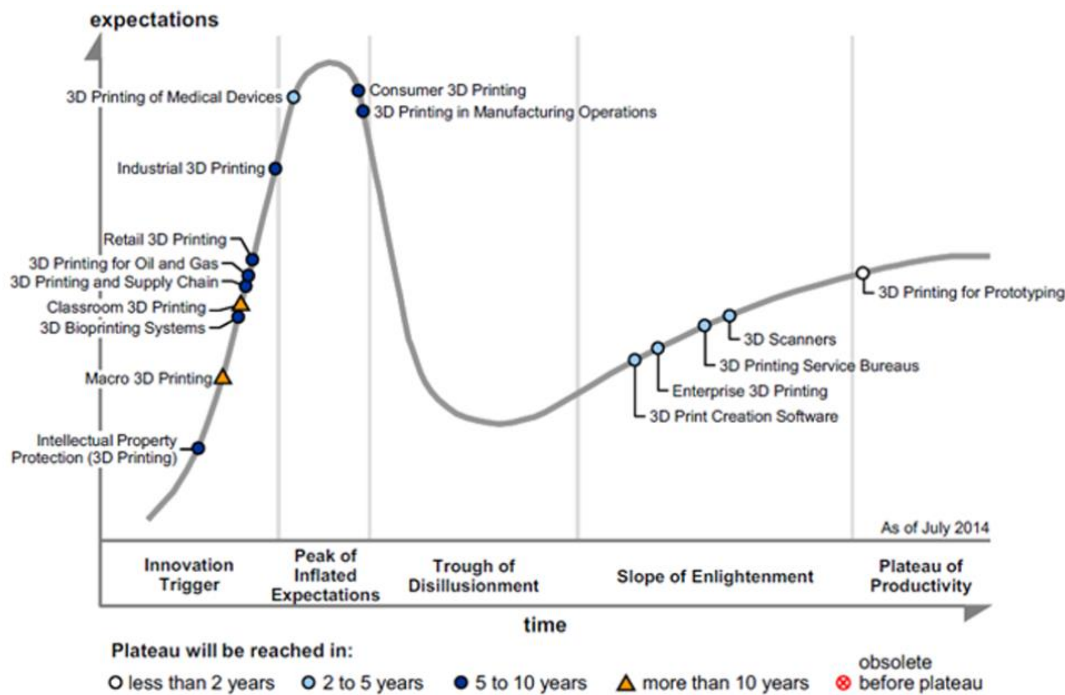 expectations
3D Printing of Medical Devices
Consumer 3D Printing
3D Printing in Manufacturing Operations
Industrial 3D Printing
Retail 3D Printing
3D Printing for Oil and Gas
3D Printing and Supply Chain
Classroom 3D Printing
3D Bioprinting Systems
Macro 3D Printing
Intellectual Property
Protection (3D Printing)
3D Printing for Prototyping
3D Scanners
3D Printing Service Bureaus
Enterprise 3D Printing
3D Print Creation Software
As of July 2014
Innovation
Trigger
Peak of
Inflated
Expectations
Trough of
Disillusionment
Slope of Enlightenment
Plateau of
Productivity
time
Plateau will be reached in:
less than 2 years
2 to 5 years
5 to 10 years
more than 10 years
obsolete
before plateau